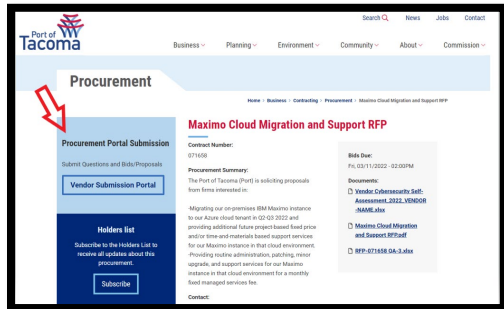 Search
News
Jobs
Contact
Port of
Tacoma
Business
Planning
Environment
Community
About
Commission
Procurement
Home › Business › Contracting › Procurement › Maximo Cloud Migration and Support RFP
Procurement Portal Submission
Submit Questions and Bids/Proposals
Vendor Submission Portal
Holders list
Subscribe to the Holders List to
receive all updates about this
procurement.
Subscribe
Maximo Cloud Migration and Support RFP
Contract Number:
071658
Procurement Summary:
The Port of Tacoma (Port) is soliciting proposals
from firms interested in:
-Migrating our on-premises IBM Maximo instance
to our Azure cloud tenant in Q2-Q3 2022 and
providing additional future project-based fixed price
and/or time-and-materials based support services
for our Maximo instance in that cloud environment.
-Providing routine administration, patching, minor
upgrade, and support services for our Maximo
instance in that cloud environment for a monthly
fixed managed services fee.
Contact:
Bids Due:
Fri, 03/11/2022 - 02:00PM
Documents:
Vendor Cybersecurity Self-
Assessment_2022_VENDOR
-NAME.xlsx
Maximo Cloud Migration
and Support RFP.pdf
RFP-071658 QA-3.xlsx